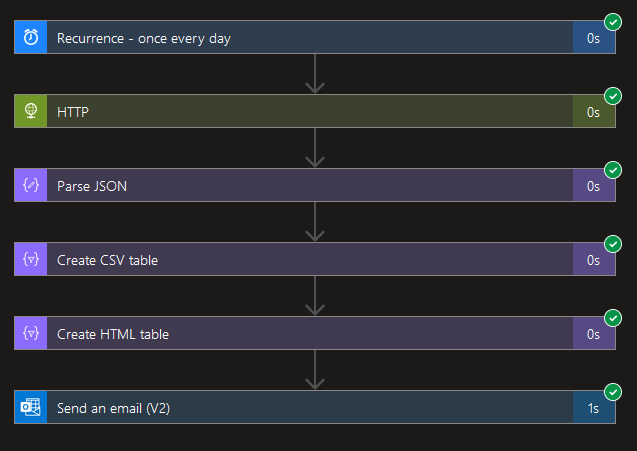 Recurrence - once every day 0s
HTTP 0s
Parse JSON 0s
Create CSV table 0s
Create HTML table 0s
Send an email (V2) 1s